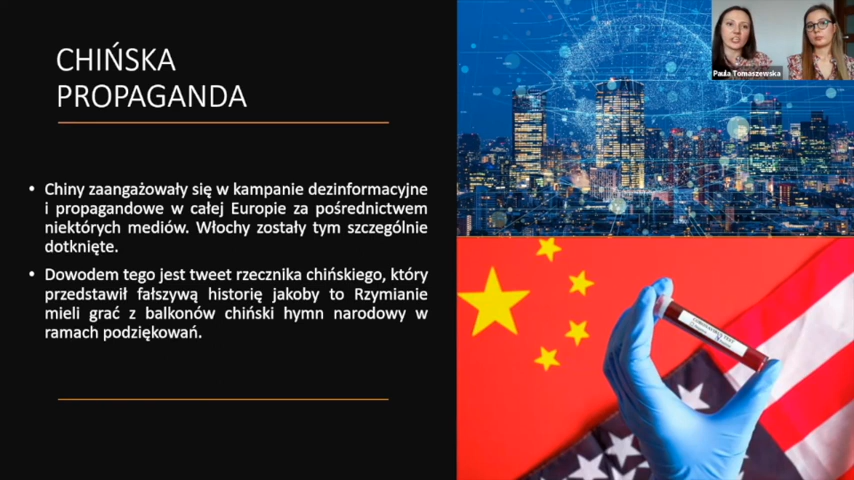 CHIŃSKA
PROPAGANDA
Paula Tomaszewska
• Chiny zaangażowały się w kampanie dezinformacyjne
i propagandowe w całej Europie za pośrednictwem
niektórych mediów. Włochy zostały tym szczególnie
dotknięte.
• Dowodem tego jest tweet rzecznika chińskiego, który
przedstawił fałszywą historię jakoby to Rzymianie
mieli grać z balkonów chiński hymn narodowy w
ramach podziękowań.
CORONAVIRUS TEST